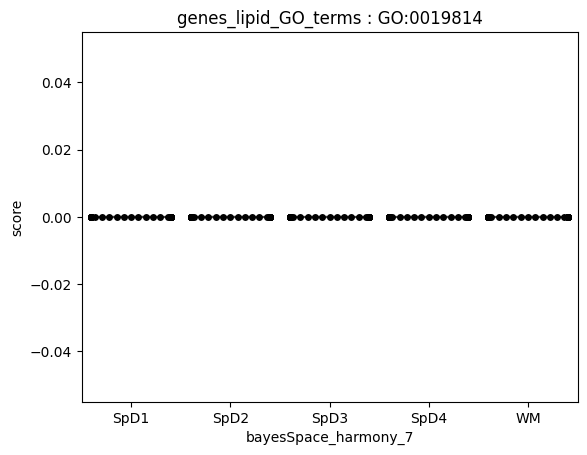 genes_lipid_GO_terms : GO:0019814
0.04
0.02
0.00
−0.02
−0.04
score
SpD1 SpD2 SpD3 SpD4 WM
bayesSpace_harmony_7